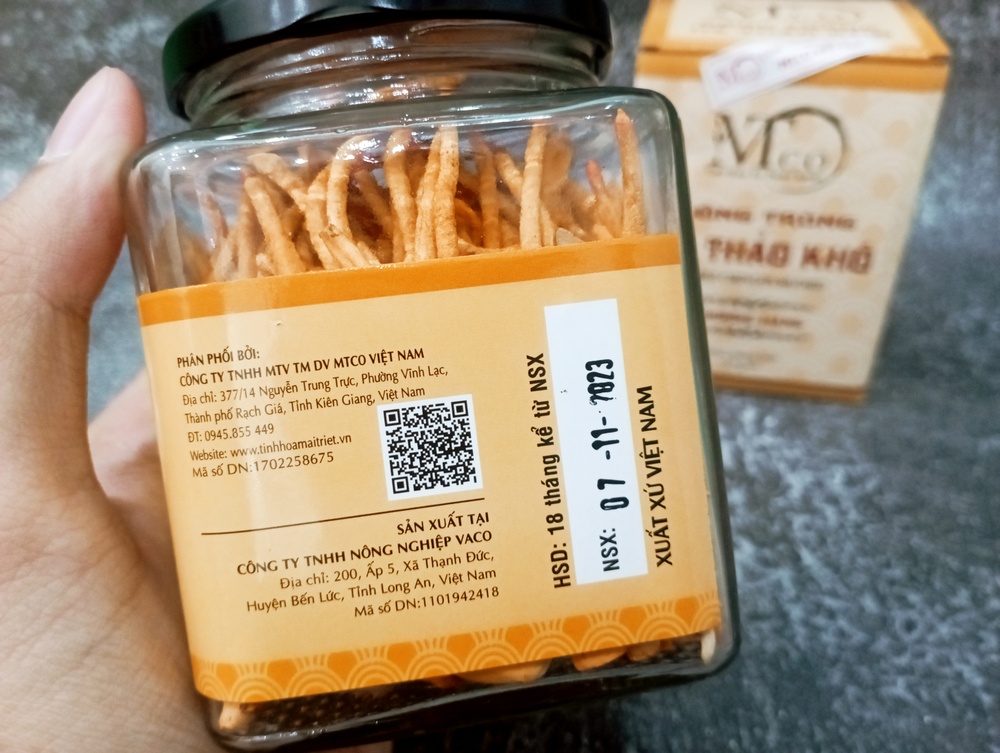 PHÂN PHỐI BỞI:
CÔNG TY TNHH MTV TM DV MTCO VIỆT NAM
Địa chỉ: 377/14 Nguyễn Trung Trực, Phường Vĩnh Lạc,
Thành phố Rạch Giá, Tỉnh Kiên Giang, Việt Nam
ĐT: 0945.855 449
Website: www.tinhhoamaitriet.vn
Mã số DN:1702258675
SẢN XUẤT TẠI
CÔNG TY TNHH NÔNG NGHIỆP VACO
Địa chỉ: 200, Ấp 5, Xã Thạnh Đức,
Huyện Bến Lức, Tỉnh Long An, Việt Nam
Mã số DN:1101942418
HSD: 18 tháng kể từ NSX
NSX: 07 -11- 2023
XUẤT XỨ VIỆT NAM
MTCO
TRÙNG
THẢO KHÔ